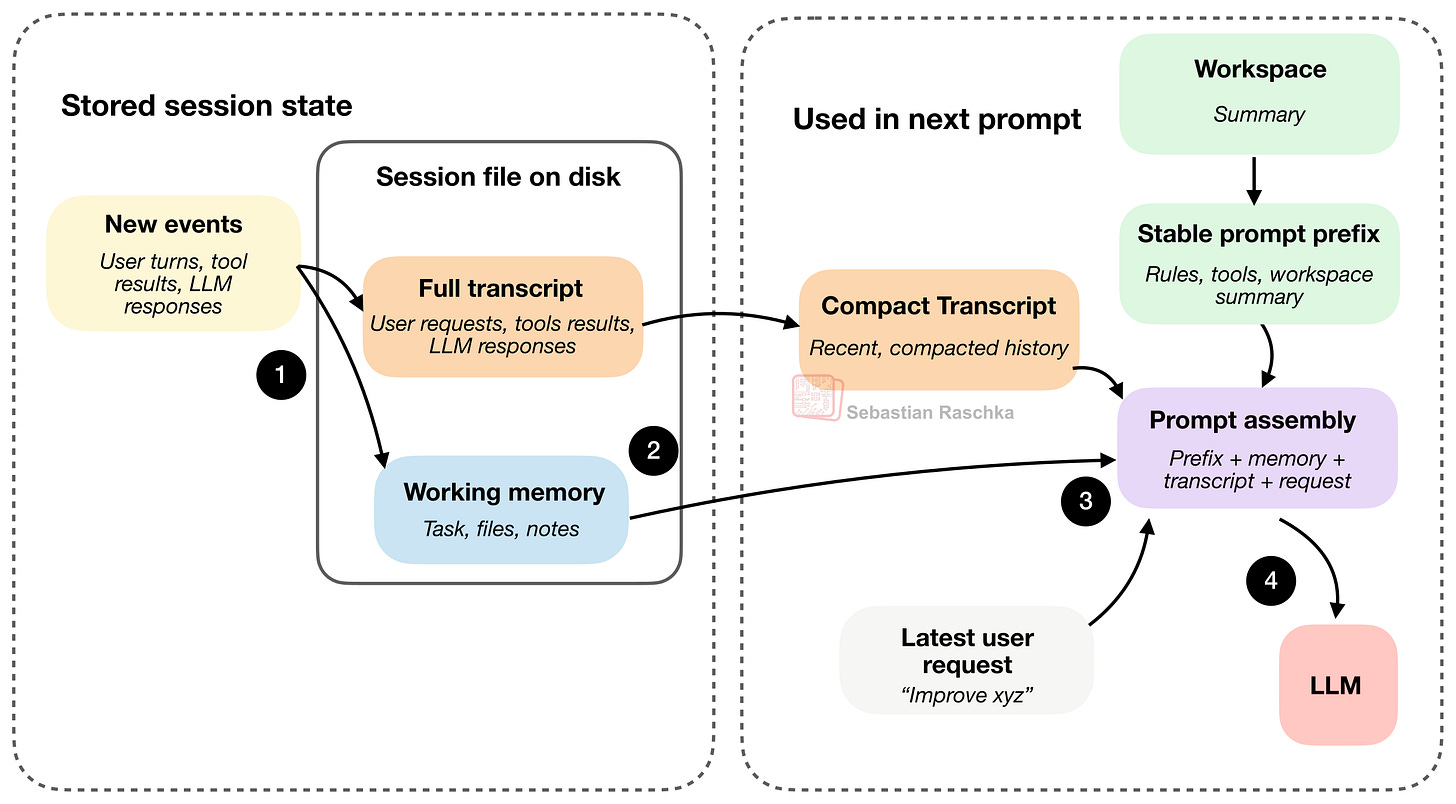 Stored session state
Session file on disk
New events
User turns, tool
results, LLM
responses
Full transcript
User requests, tools results,
LLM responses
1
Working memory
Task, files, notes
2
Used in next prompt
Workspace
Summary
Stable prompt prefix
Rules, tools, workspace
summary
Compact Transcript
Recent, compacted history
Sebastian Raschka
Prompt assembly
Prefix + memory +
transcript + request
3
4
Latest user
request
“Improve xyz”
LLM